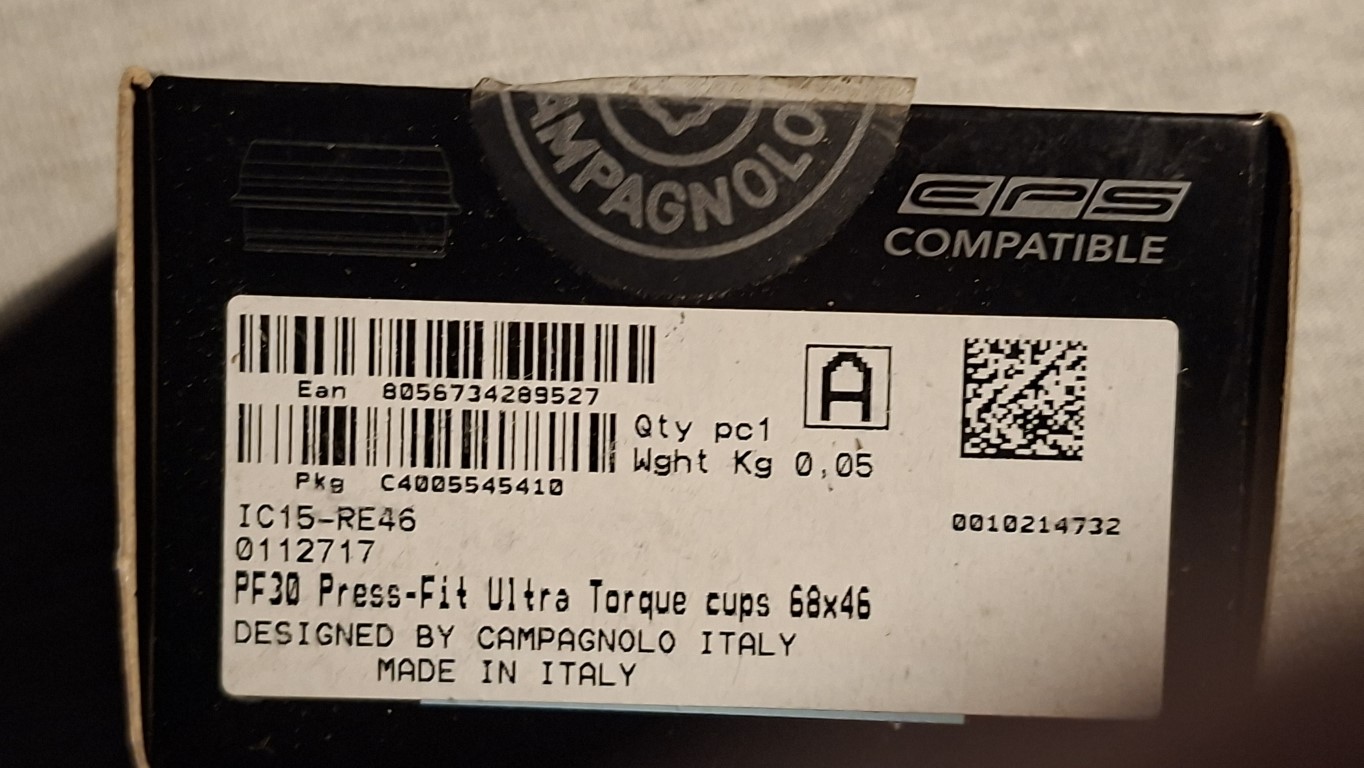 AMPAGNOLO
EPS
COMPATIBLE
Ean 8056734289527
A
Qty pc1
Wght Kg 0,05
Pkg C4005545410
IC15-RE46
0010214732
0112717
PF30 Press-Fit Ultra Torque cups 68x46
DESIGNED BY CAMPAGNOLO ITALY
MADE IN ITALY